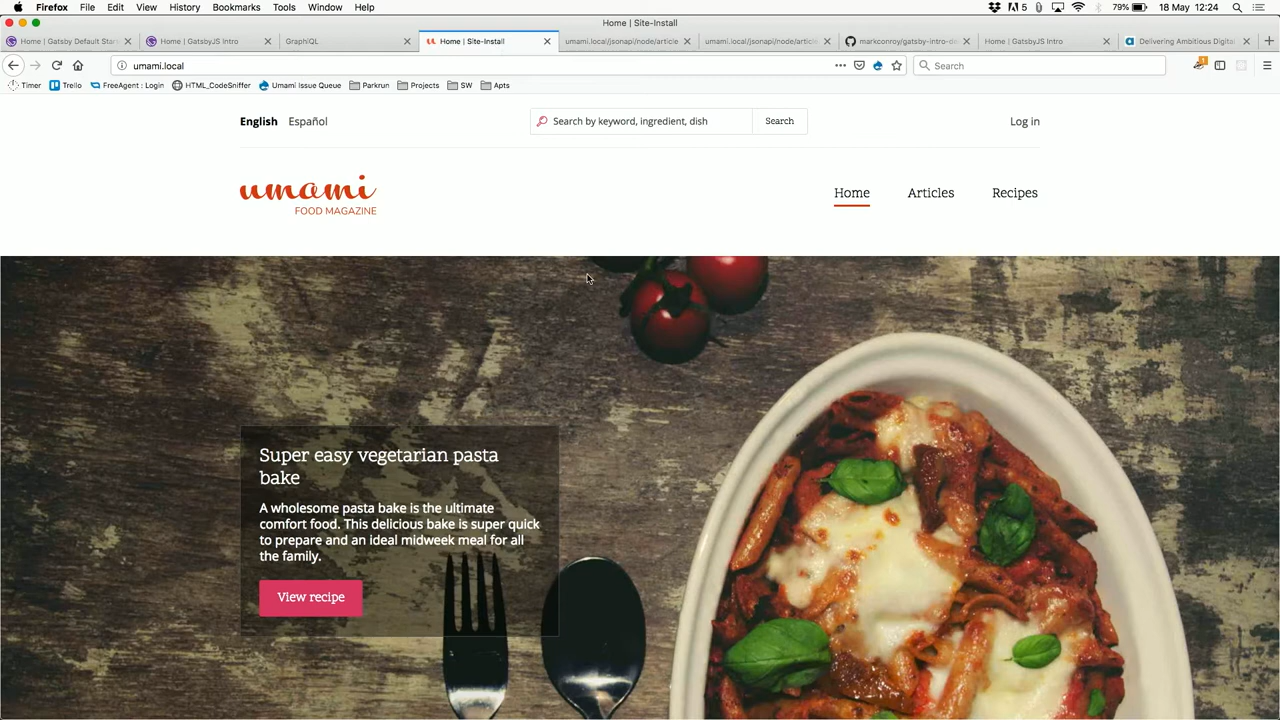 Firefox File Edit View History Bookmarks Tools Window Help 5 79% 18 May 12:24
Home | Site-Install
Home | Gatsby Default Star Home | GatsbyJS Intro GraphiQL Home | Site-Install umami.local/jsonapi/node/article umami.local/jsonapi/node/article markconroy/gatsby-intro-d Home | GatsbyJS Intro Delivering Ambitious Digita
umami.local Search
Timer Trello FreeAgent : Login HTML_CodeSniffer Umami Issue Queue Parkrun Projects SW Apts
English Español Search by keyword, ingredient, dish Search Log in
umami
FOOD MAGAZINE
Home Articles Recipes
Super easy vegetarian pasta
bake
A wholesome pasta bake is the ultimate
comfort food. This delicious bake is super quick
to prepare and an ideal midweek meal for all
the family.
View recipe